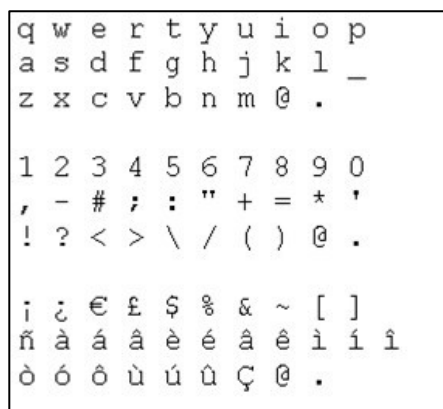 q w e r t y u i o p
a s d f g h j k l _
z x c v b n m @ .
1 2 3 4 5 6 7 8 9 0
, - # ; : " + = * '
! ? < > \ / ( ) @ .
¡ ¿ € £ $ % & ~ [ ]
ñ à á â è é â ê ì í î
ò ó ô ù ú û Ç @ .